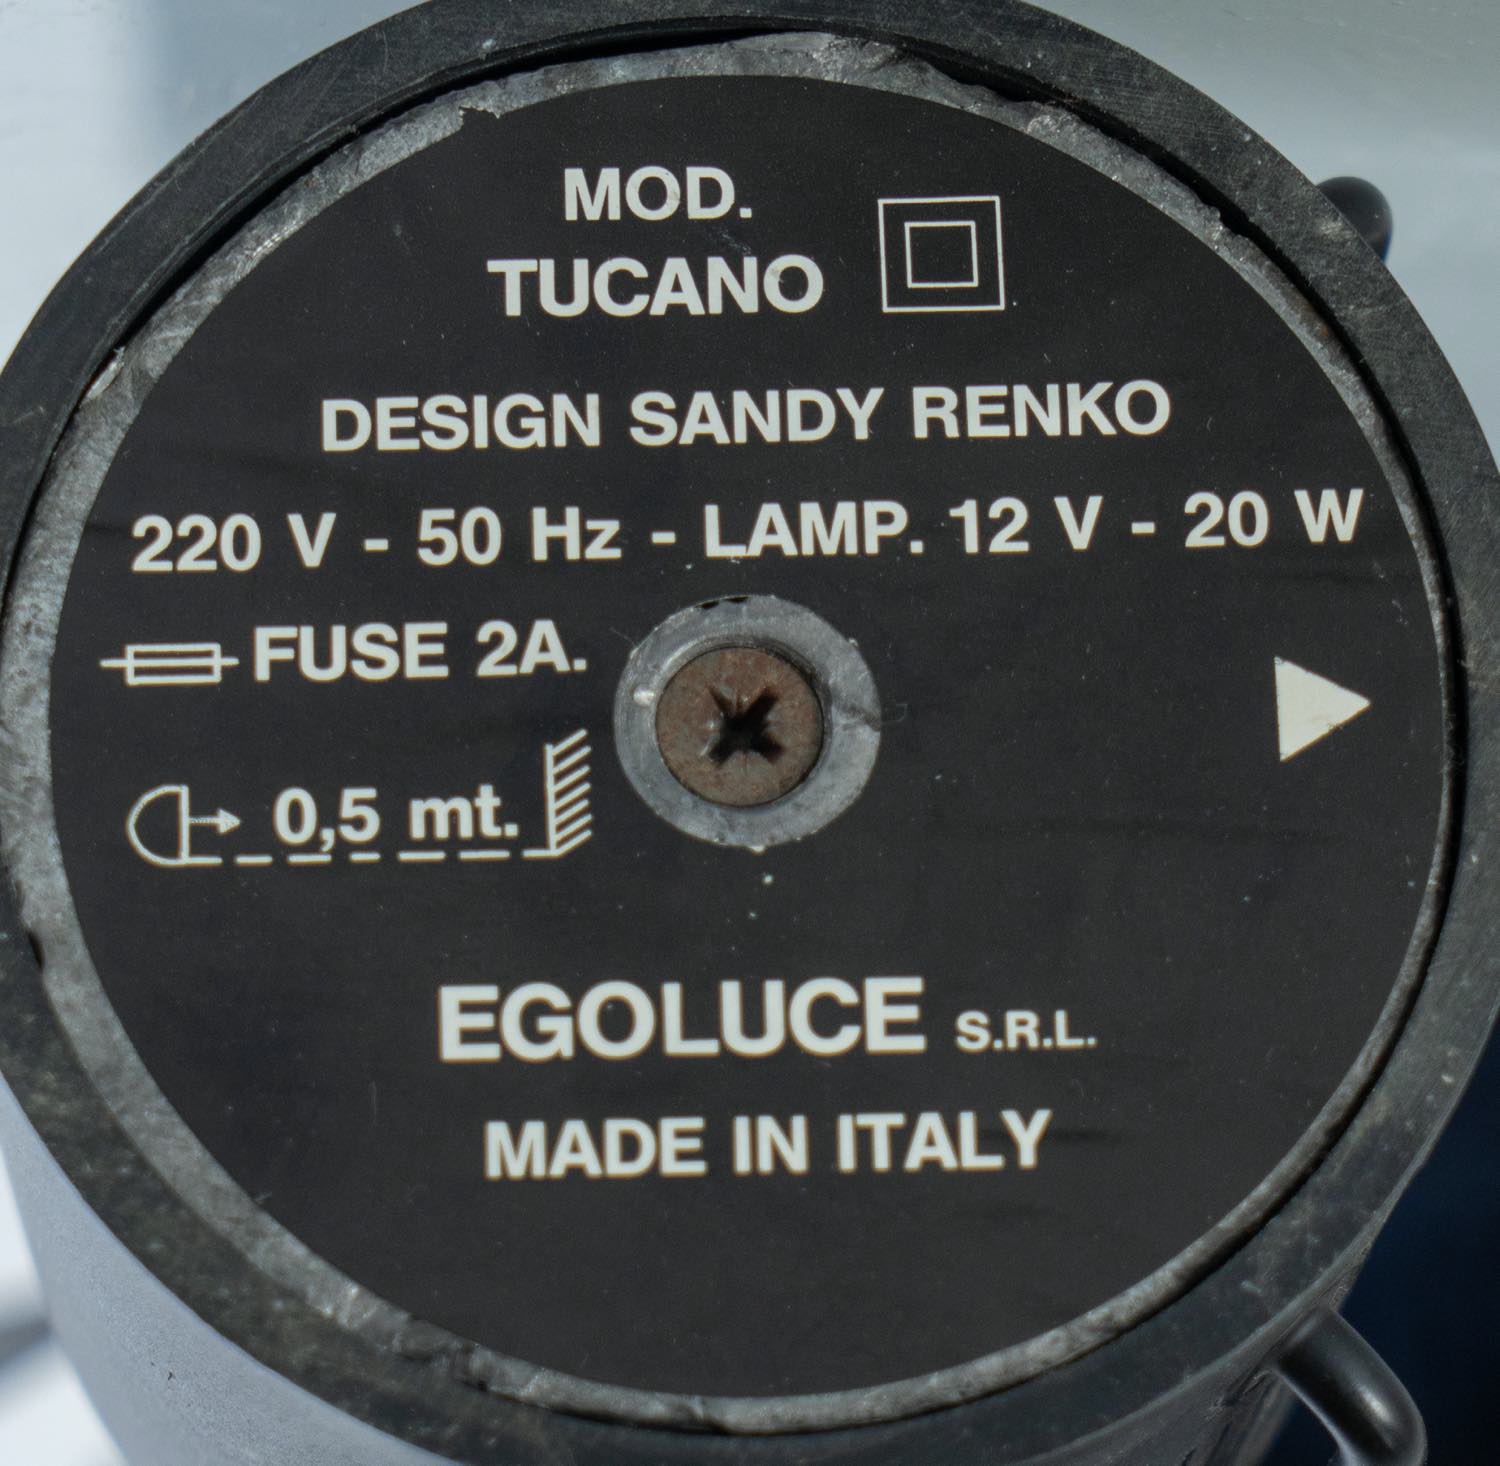 MOD.
TUCANO
DESIGN SANDY RENKO
220 V - 50 Hz - LAMP. 12 V - 20 W
FUSE 2A.
0,5 mt.
EGOLUCE S.R.L.
MADE IN ITALY